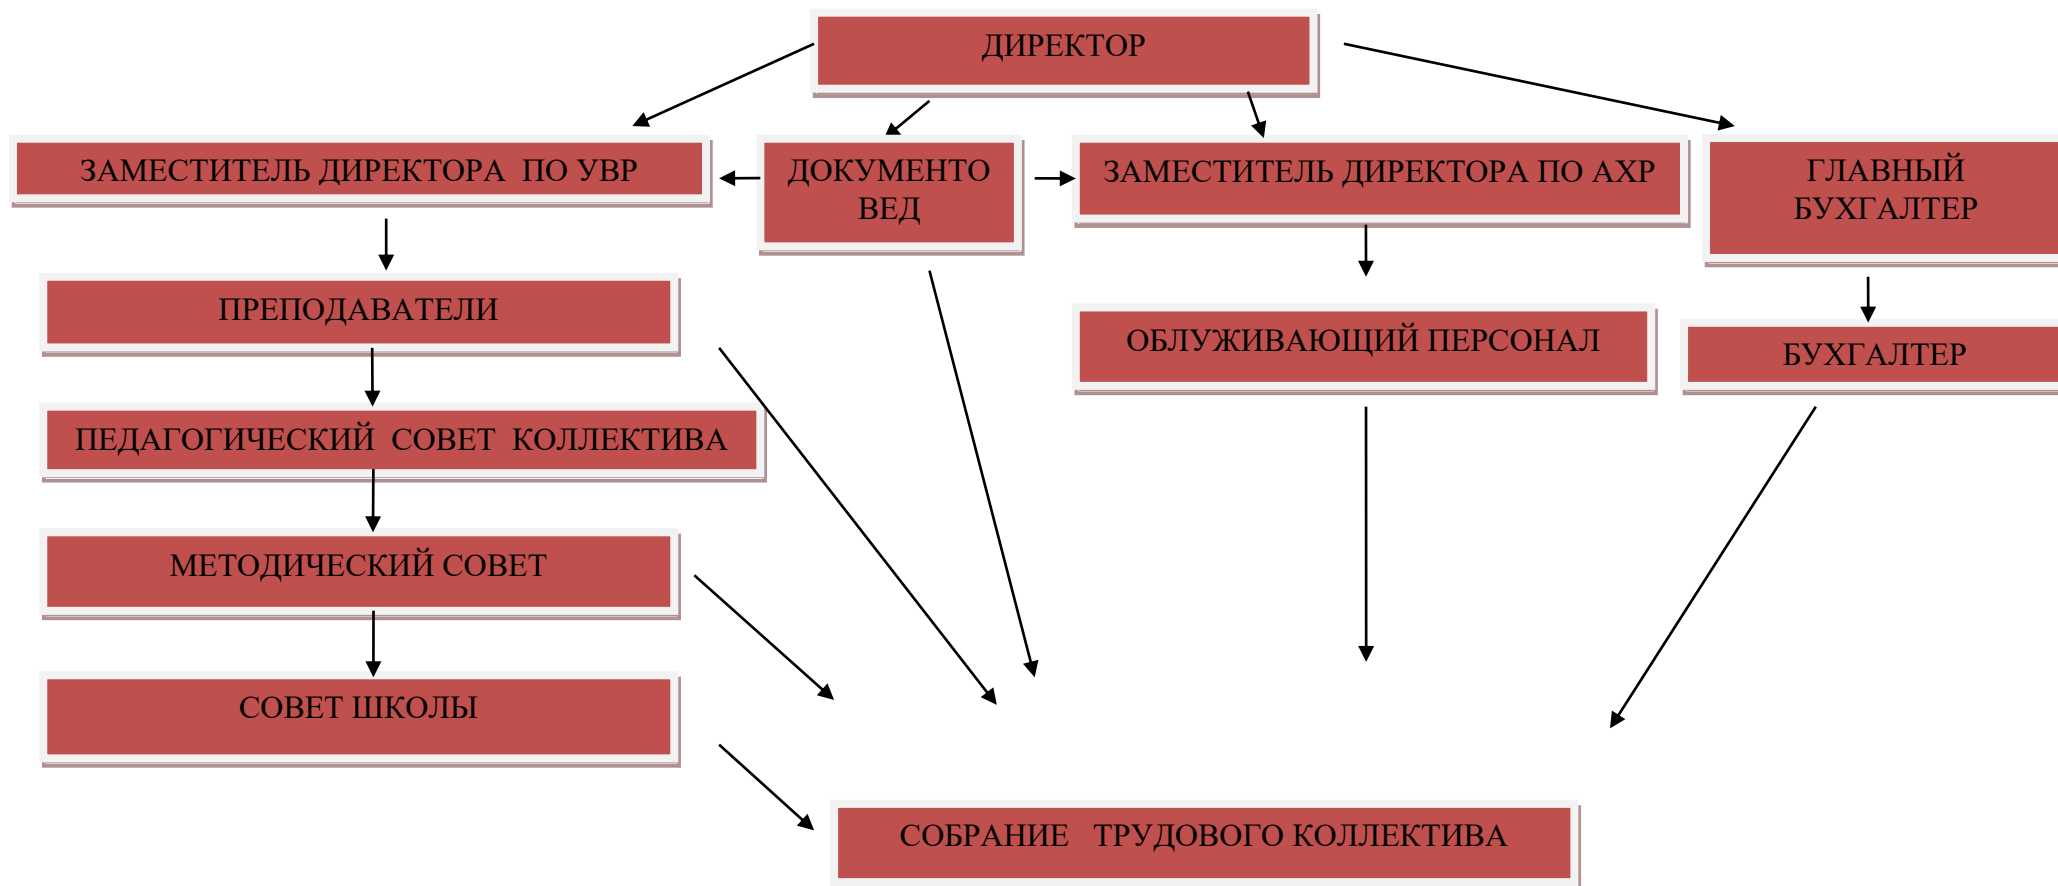 ДИРЕКТОР
ЗАМЕСТИТЕЛЬ ДИРЕКТОРА ПО УВР
ДОКУМЕНТО
ВЕД
ЗАМЕСТИТЕЛЬ ДИРЕКТОРА ПО АХР
ГЛАВНЫЙ
БУХГАЛТЕР
ПРЕПОДАВАТЕЛИ
ОБЛУЖИВАЮЩИЙ ПЕРСОНАЛ
БУХГАЛТЕР
ПЕДАГОГИЧЕСКИЙ СОВЕТ КОЛЛЕКТИВА
МЕТОДИЧЕСКИЙ СОВЕТ
СОВЕТ ШКОЛЫ
СОБРАНИЕ ТРУДОВОГО КОЛЛЕКТИВА